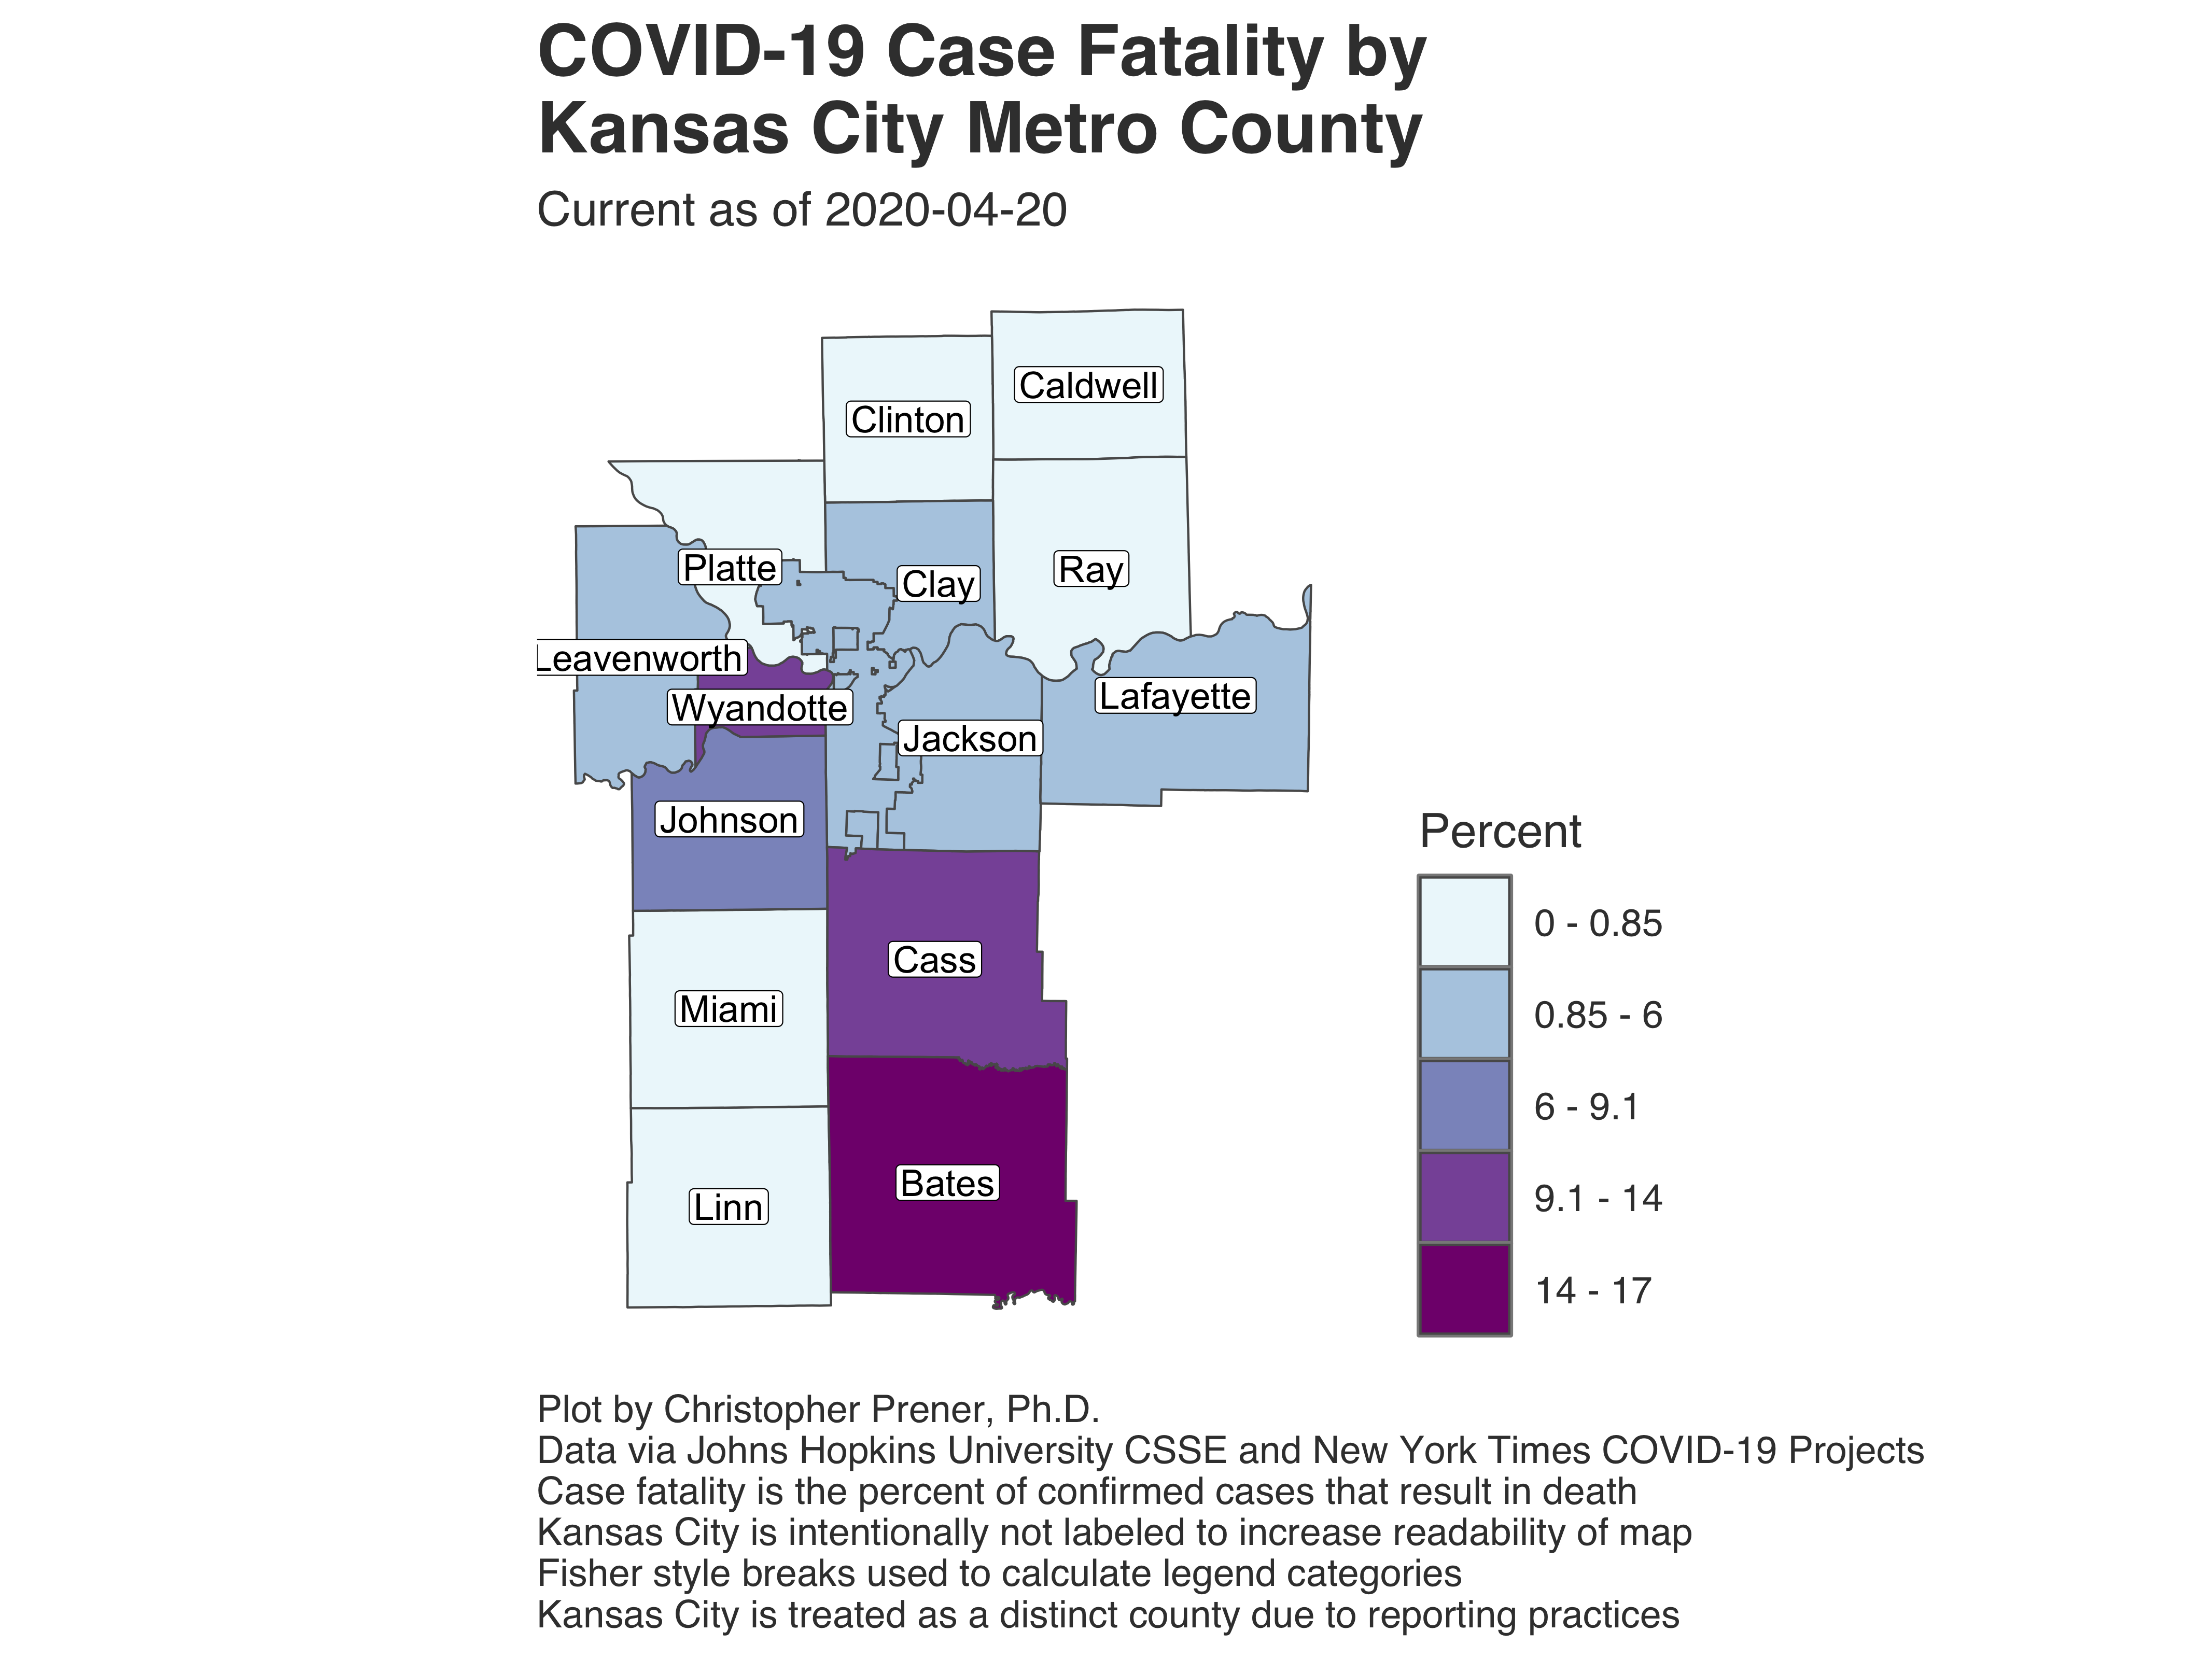 COVID-19 Case Fatality by
Kansas City Metro County
Current as of 2020-04-20
Caldwell
Clinton
Platte
Clay
Ray
Leavenworth
Wyandotte
Lafayette
Jackson
Johnson
Cass
Miami
Bates
Linn
Percent
0 - 0.85
0.85 - 6
6 - 9.1
9.1 - 14
14 - 17
Plot by Christopher Prener, Ph.D.
Data via Johns Hopkins University CSSE and New York Times COVID-19 Projects
Case fatality is the percent of confirmed cases that result in death
Kansas City is intentionally not labeled to increase readability of map
Fisher style breaks used to calculate legend categories
Kansas City is treated as a distinct county due to reporting practices